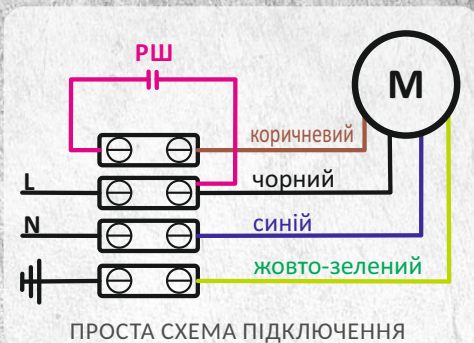 РШ
М
коричневий
L
чорний
N
синій
жовто-зелений
ПРОСТА СХЕМА ПІДКЛЮЧЕННЯ